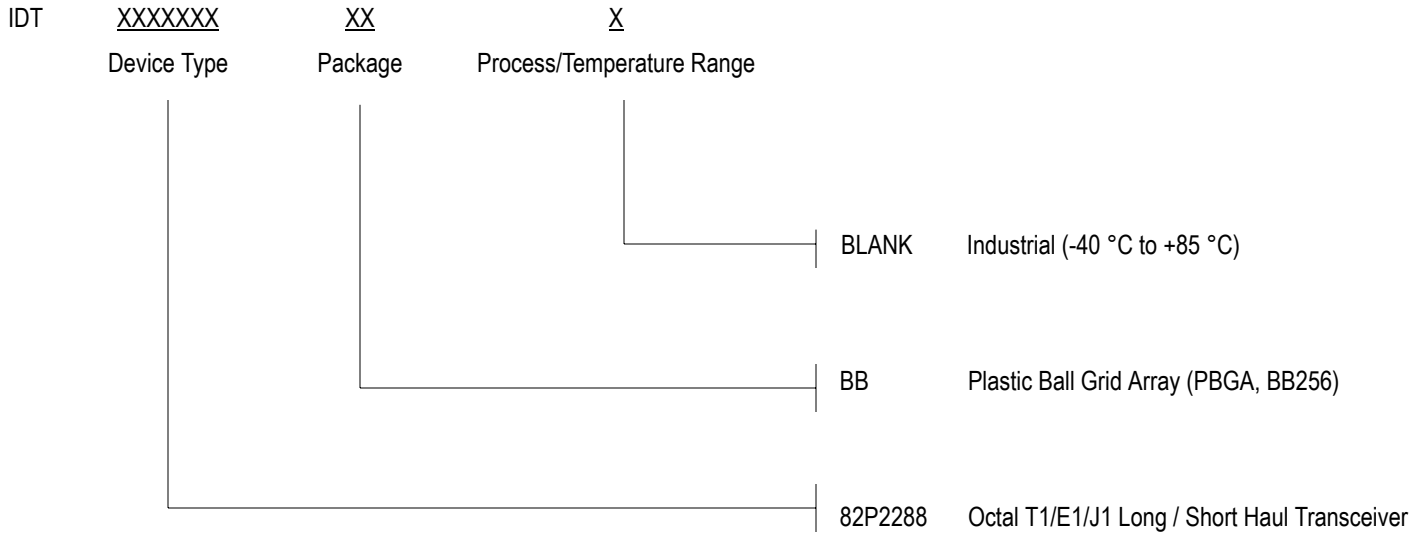 IDT XXXXXXX XX X
Device Type Package Process/Temperature Range
BLANK Industrial (-40 °C to +85 °C)
BB Plastic Ball Grid Array (PBGA, BB256)
82P2288 Octal T1/E1/J1 Long / Short Haul Transceiver